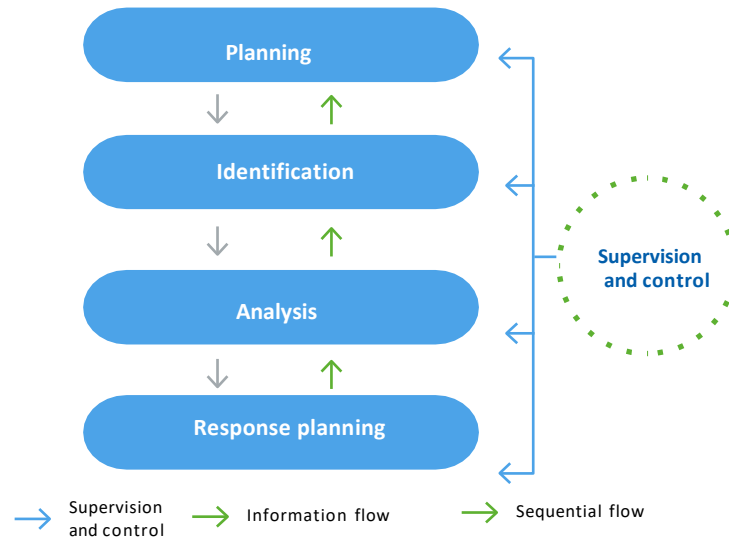 Planning
Identification
Supervision
and control
Analysis
Response planning
Supervision
and control
Information flow
Sequential flow